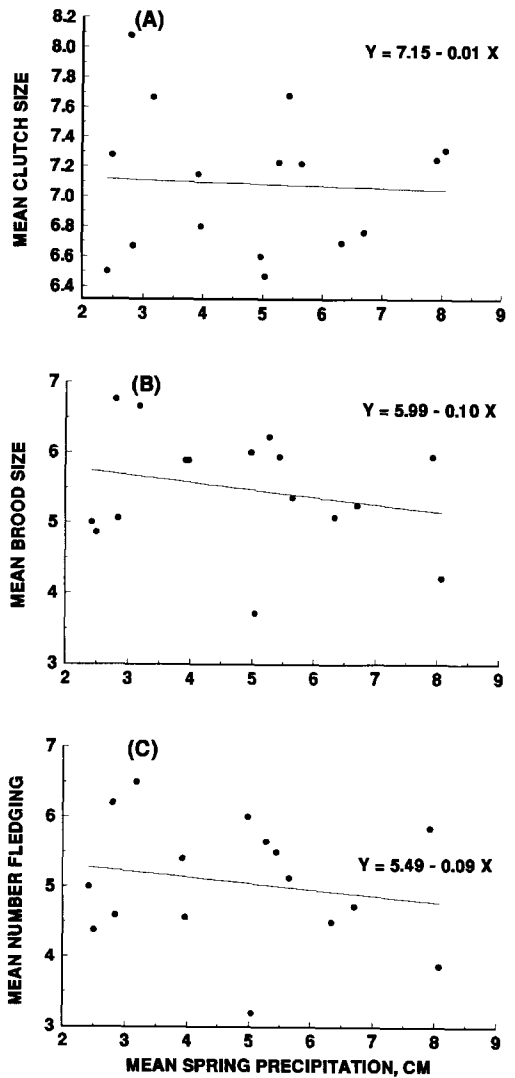 (A)
Y = 7.15 - 0.01 X
MEAN CLUTCH SIZE
8.2
8.0
7.8
7.6
7.4
7.2
7.0
6.8
6.6
6.4
2 3 4 5 6 7 8 9
(B)
Y = 5.99 - 0.10 X
MEAN BROOD SIZE
7
6
5
4
3
2 3 4 5 6 7 8 9
(C)
Y = 5.49 - 0.09 X
MEAN NUMBER FLEDGING
7
6
5
4
3
2 3 4 5 6 7 8 9
MEAN SPRING PRECIPITATION, CM